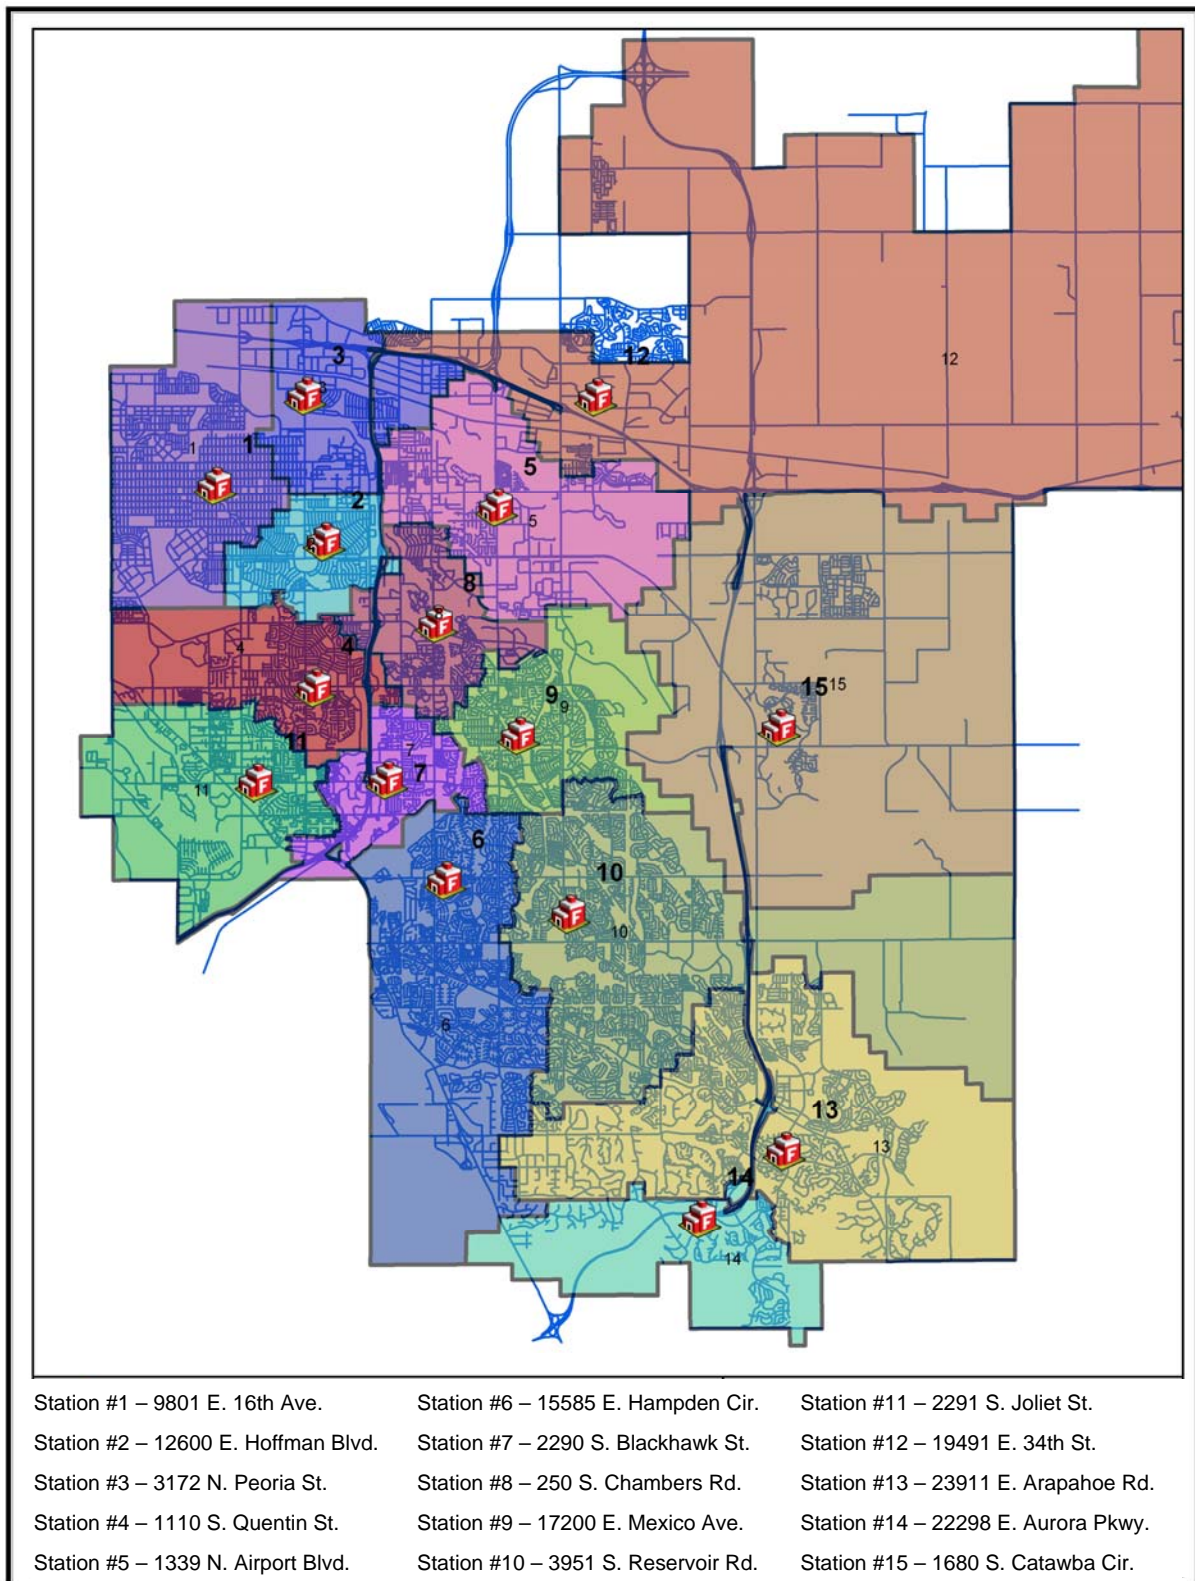 3
12
12
3
1
1
5
2
5
8
4
4
15
15
9
9
11
7
7
11
6
10
10
6
13
13
14
14
Station #1 – 9801 E. 16th Ave.
Station #2 – 12600 E. Hoffman Blvd.
Station #3 – 3172 N. Peoria St.
Station #4 – 1110 S. Quentin St.
Station #5 – 1339 N. Airport Blvd.
Station #6 – 15585 E. Hampden Cir.
Station #7 – 2290 S. Blackhawk St.
Station #8 – 250 S. Chambers Rd.
Station #9 – 17200 E. Mexico Ave.
Station #10 – 3951 S. Reservoir Rd.
Station #11 – 2291 S. Joliet St.
Station #12 – 19491 E. 34th St.
Station #13 – 23911 E. Arapahoe Rd.
Station #14 – 22298 E. Aurora Pkwy.
Station #15 – 1680 S. Catawba Cir.